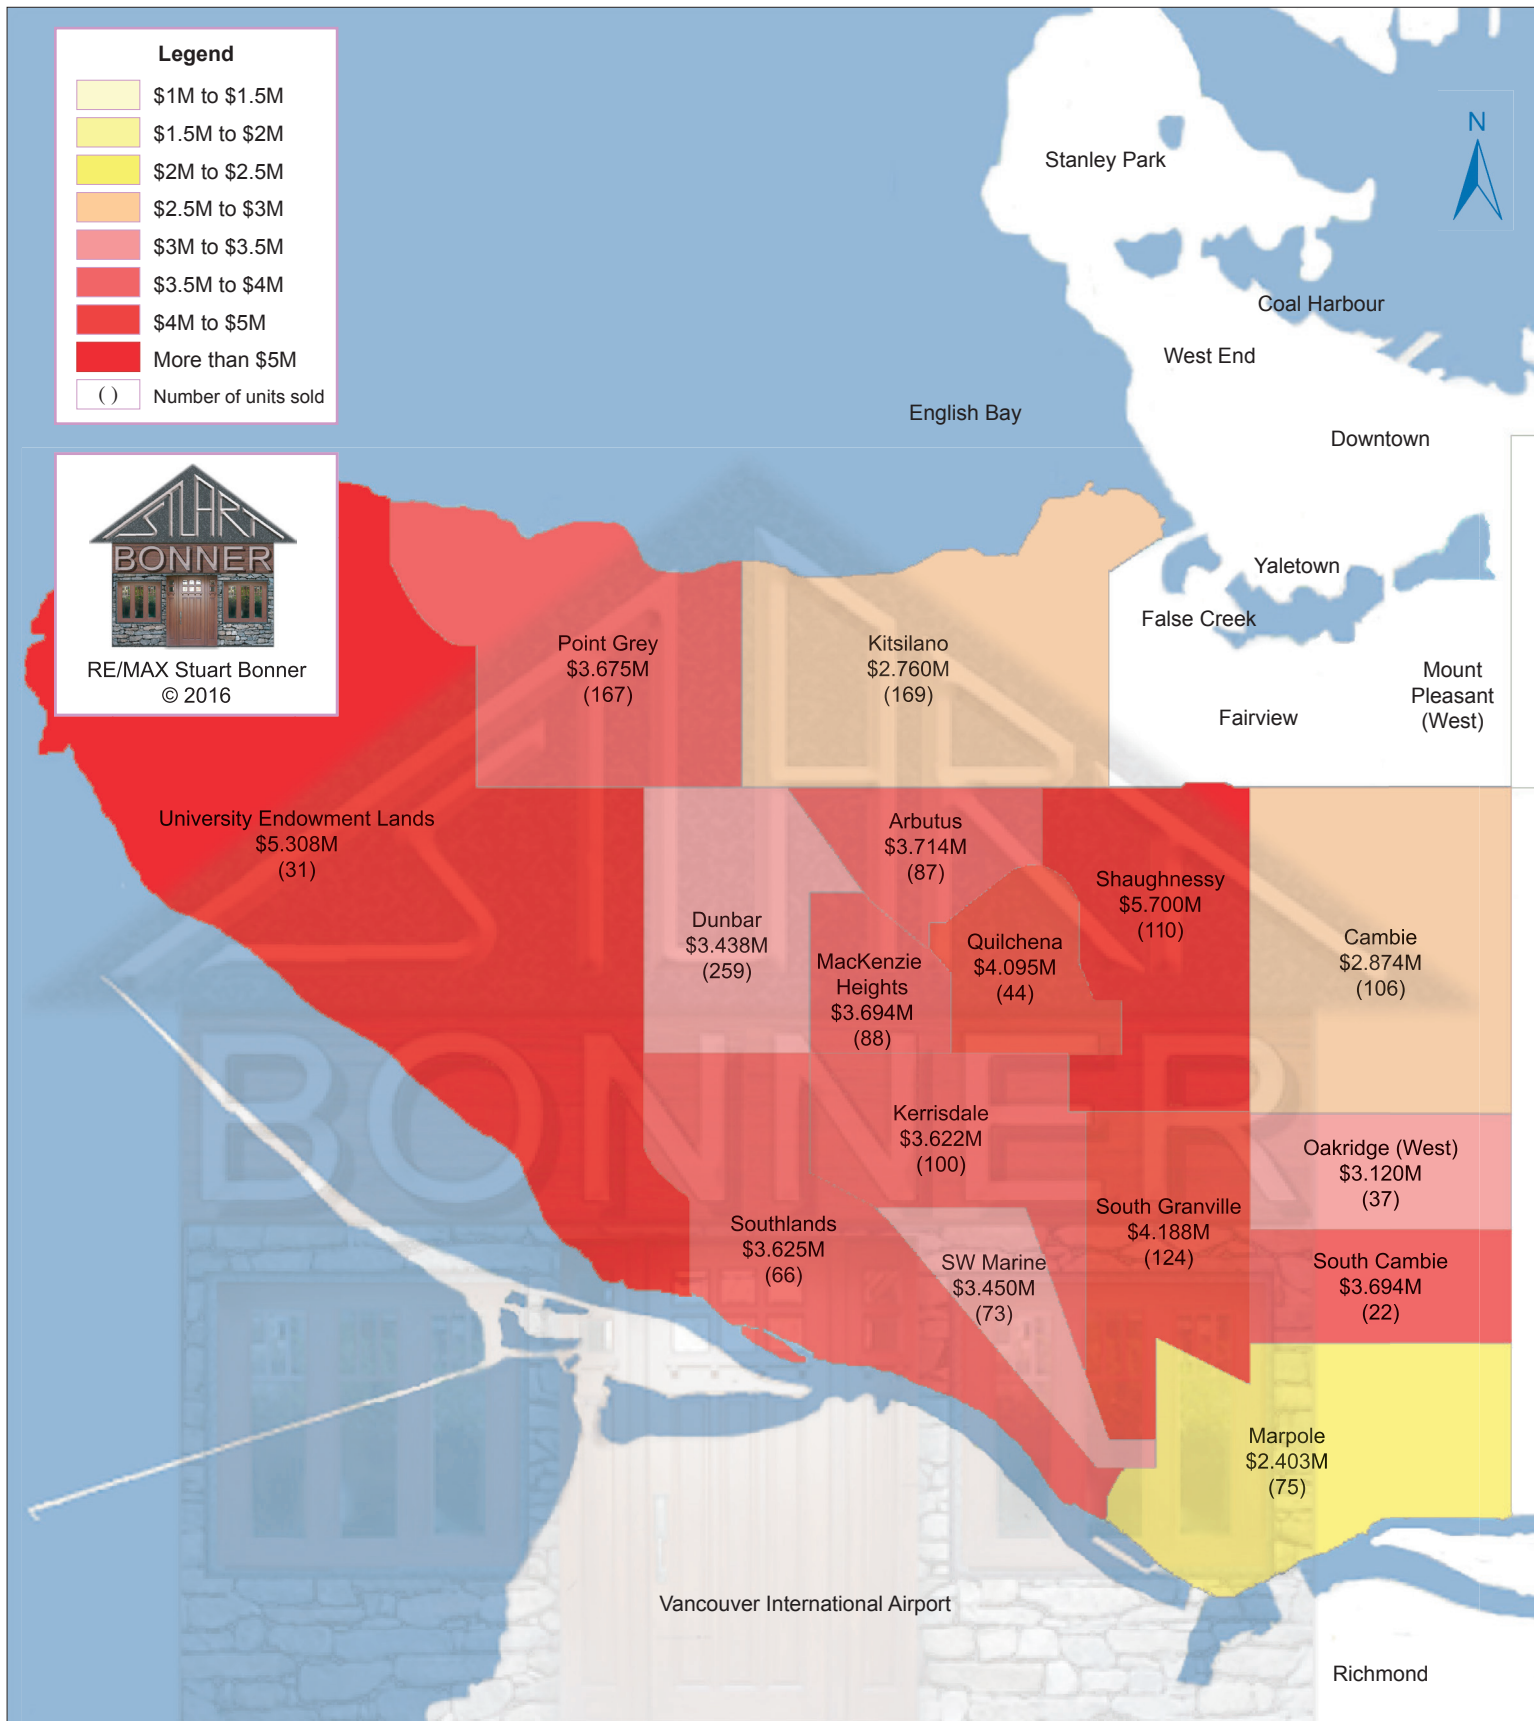 Legend
$1M to $1.5M
$1.5M to $2M
$2M to $2.5M
$2.5M to $3M
$3M to $3.5M
$3.5M to $4M
$4M to $5M
More than $5M
( ) Number of units sold
STUART
BONNER
RE/MAX Stuart Bonner
© 2016
N
Stanley Park
Coal Harbour
West End
English Bay
Downtown
Yaletown
False Creek
Mount
Pleasant
(West)
Fairview
Point Grey
$3.675M
(167)
Kitsilano
$2.760M
(169)
University Endowment Lands
$5.308M
(31)
Arbutus
$3.714M
(87)
Shaughnessy
$5.700M
(110)
Dunbar
$3.438M
(259)
Quilchena
$4.095M
(44)
MacKenzie
Heights
$3.694M
(88)
Cambie
$2.874M
(106)
Kerrisdale
$3.622M
(100)
Oakridge (West)
$3.120M
(37)
South Granville
$4.188M
(124)
Southlands
$3.625M
(66)
SW Marine
$3.450M
(73)
South Cambie
$3.694M
(22)
Marpole
$2.403M
(75)
Vancouver International Airport
Richmond
STUART
BONNER